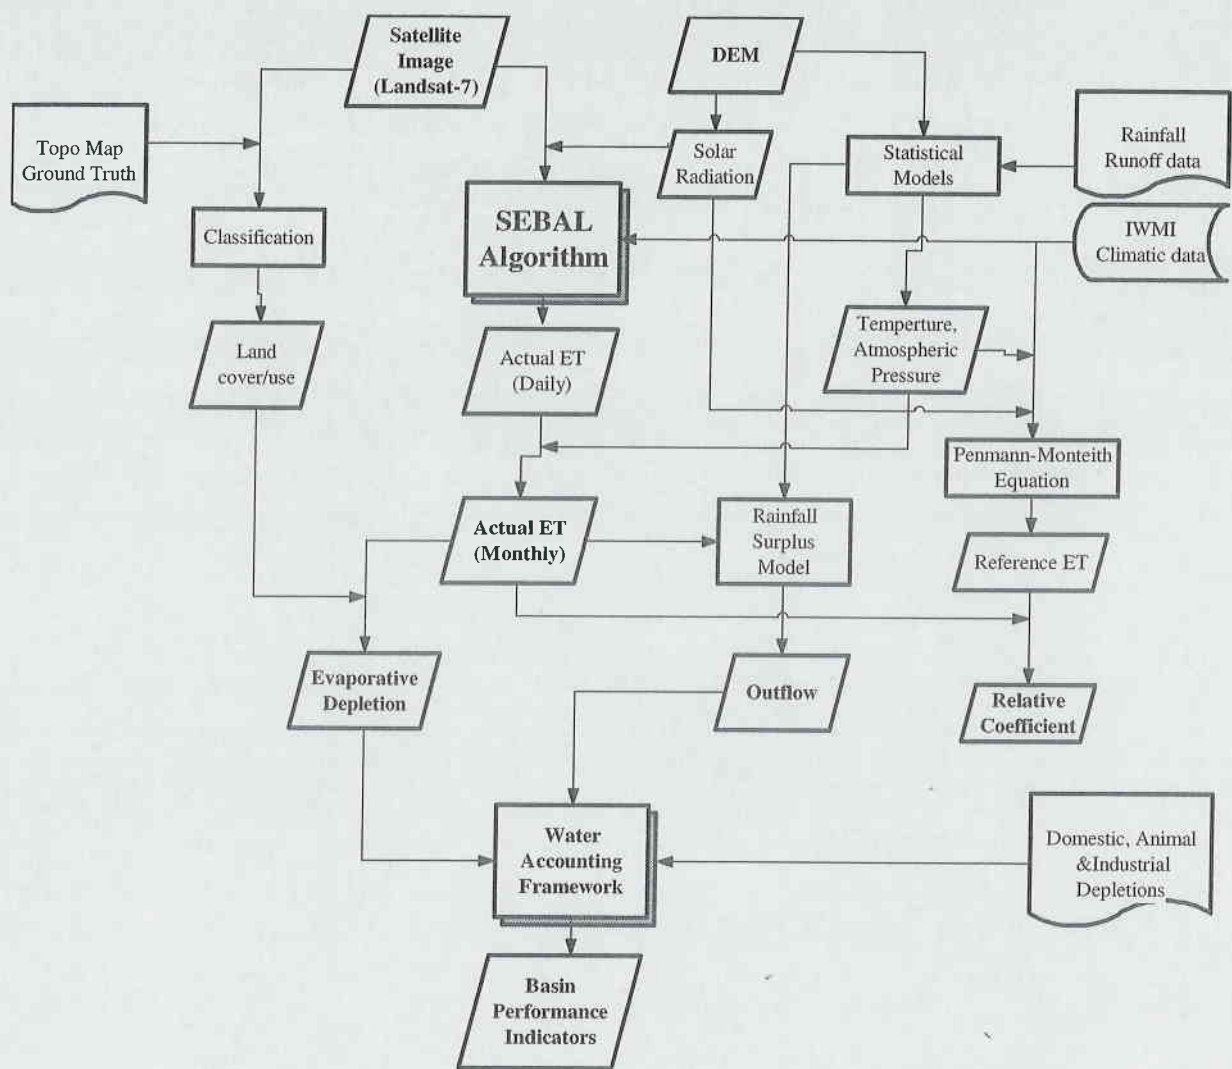 Satellite
Image
(Landsat-7)
DEM
Topo Map
Ground Truth
Solar
Radiation
Statistical
Models
Rainfall
Runoff data
Classification
SEBAL
Algorithm
IWMI
Climatic data
Land
cover/use
Actual ET
(Daily)
Temperture,
Atmospheric
Pressure
Penmann-Monteith
Equation
Actual ET
(Monthly)
Rainfall
Surplus
Model
Reference ET
Evaporative
Depletion
Outflow
Relative
Coefficient
Water
Accounting
Framework
Domestic, Animal
&Industrial
Depletions
Basin
Performance
Indicators